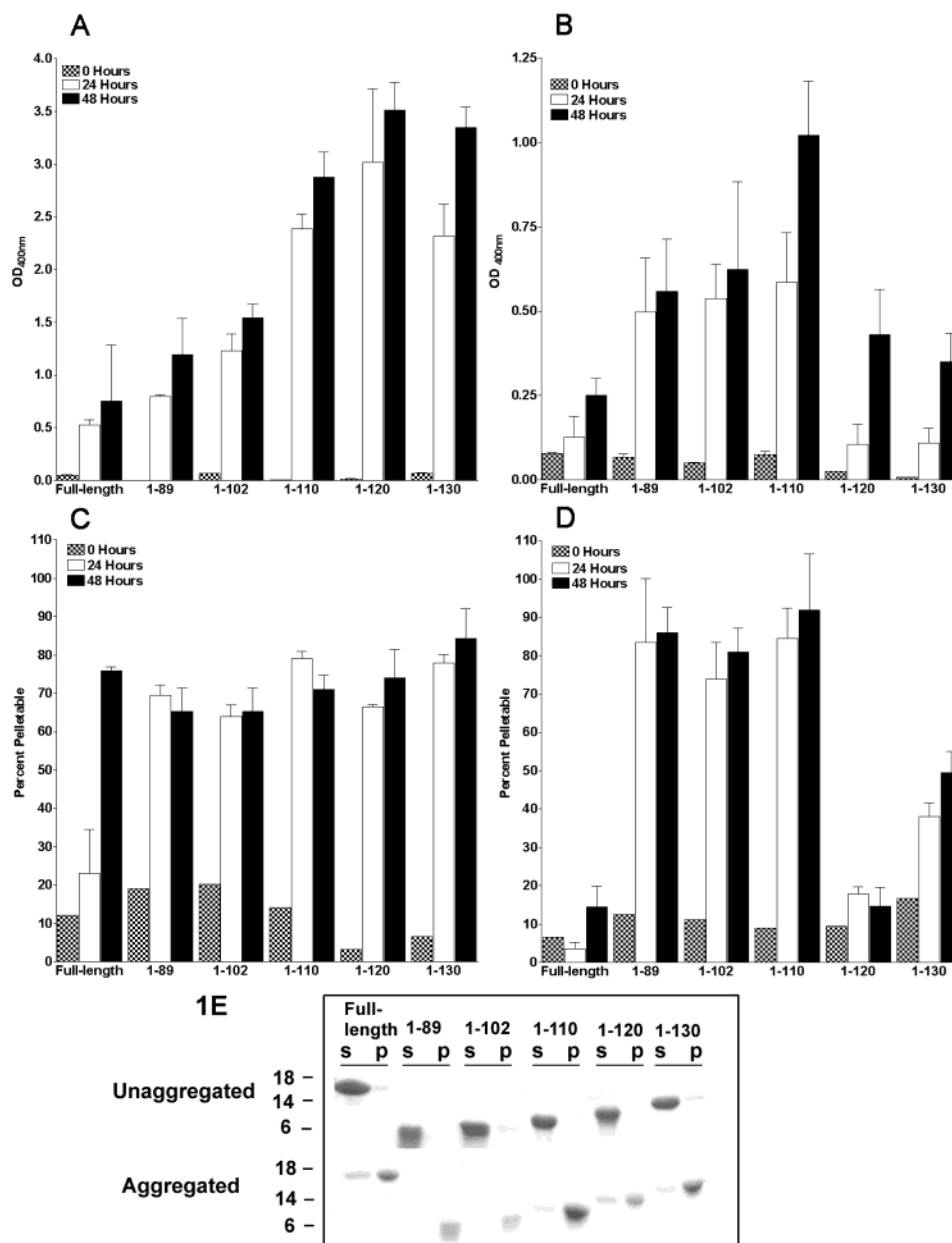 A
0 Hours
24 Hours
48 Hours
4.0
3.5
3.0
2.5
2.0
1.5
1.0
0.5
0.0
OD400nm
Full-length 1-89 1-102 1-110 1-120 1-130
B
0 Hours
24 Hours
48 Hours
1.25
1.00
0.75
0.50
0.25
0.00
OD 400nm
Full-length 1-89 1-102 1-110 1-120 1-130
C
0 Hours
24 Hours
48 Hours
110
100
90
80
70
60
50
40
30
20
10
0
Percent Pelletable
Full-length 1-89 1-102 1-110 1-120 1-130
D
0 Hours
24 Hours
48 Hours
110
100
90
80
70
60
50
40
30
20
10
0
Percent Pelletable
Full-length 1-89 1-102 1-110 1-120 1-130
1E
Full-
length 1-89 1-102 1-110 1-120 1-130
s p s p s p s p s p s p
Unaggregated
18
14
6
Aggregated
18
14
6